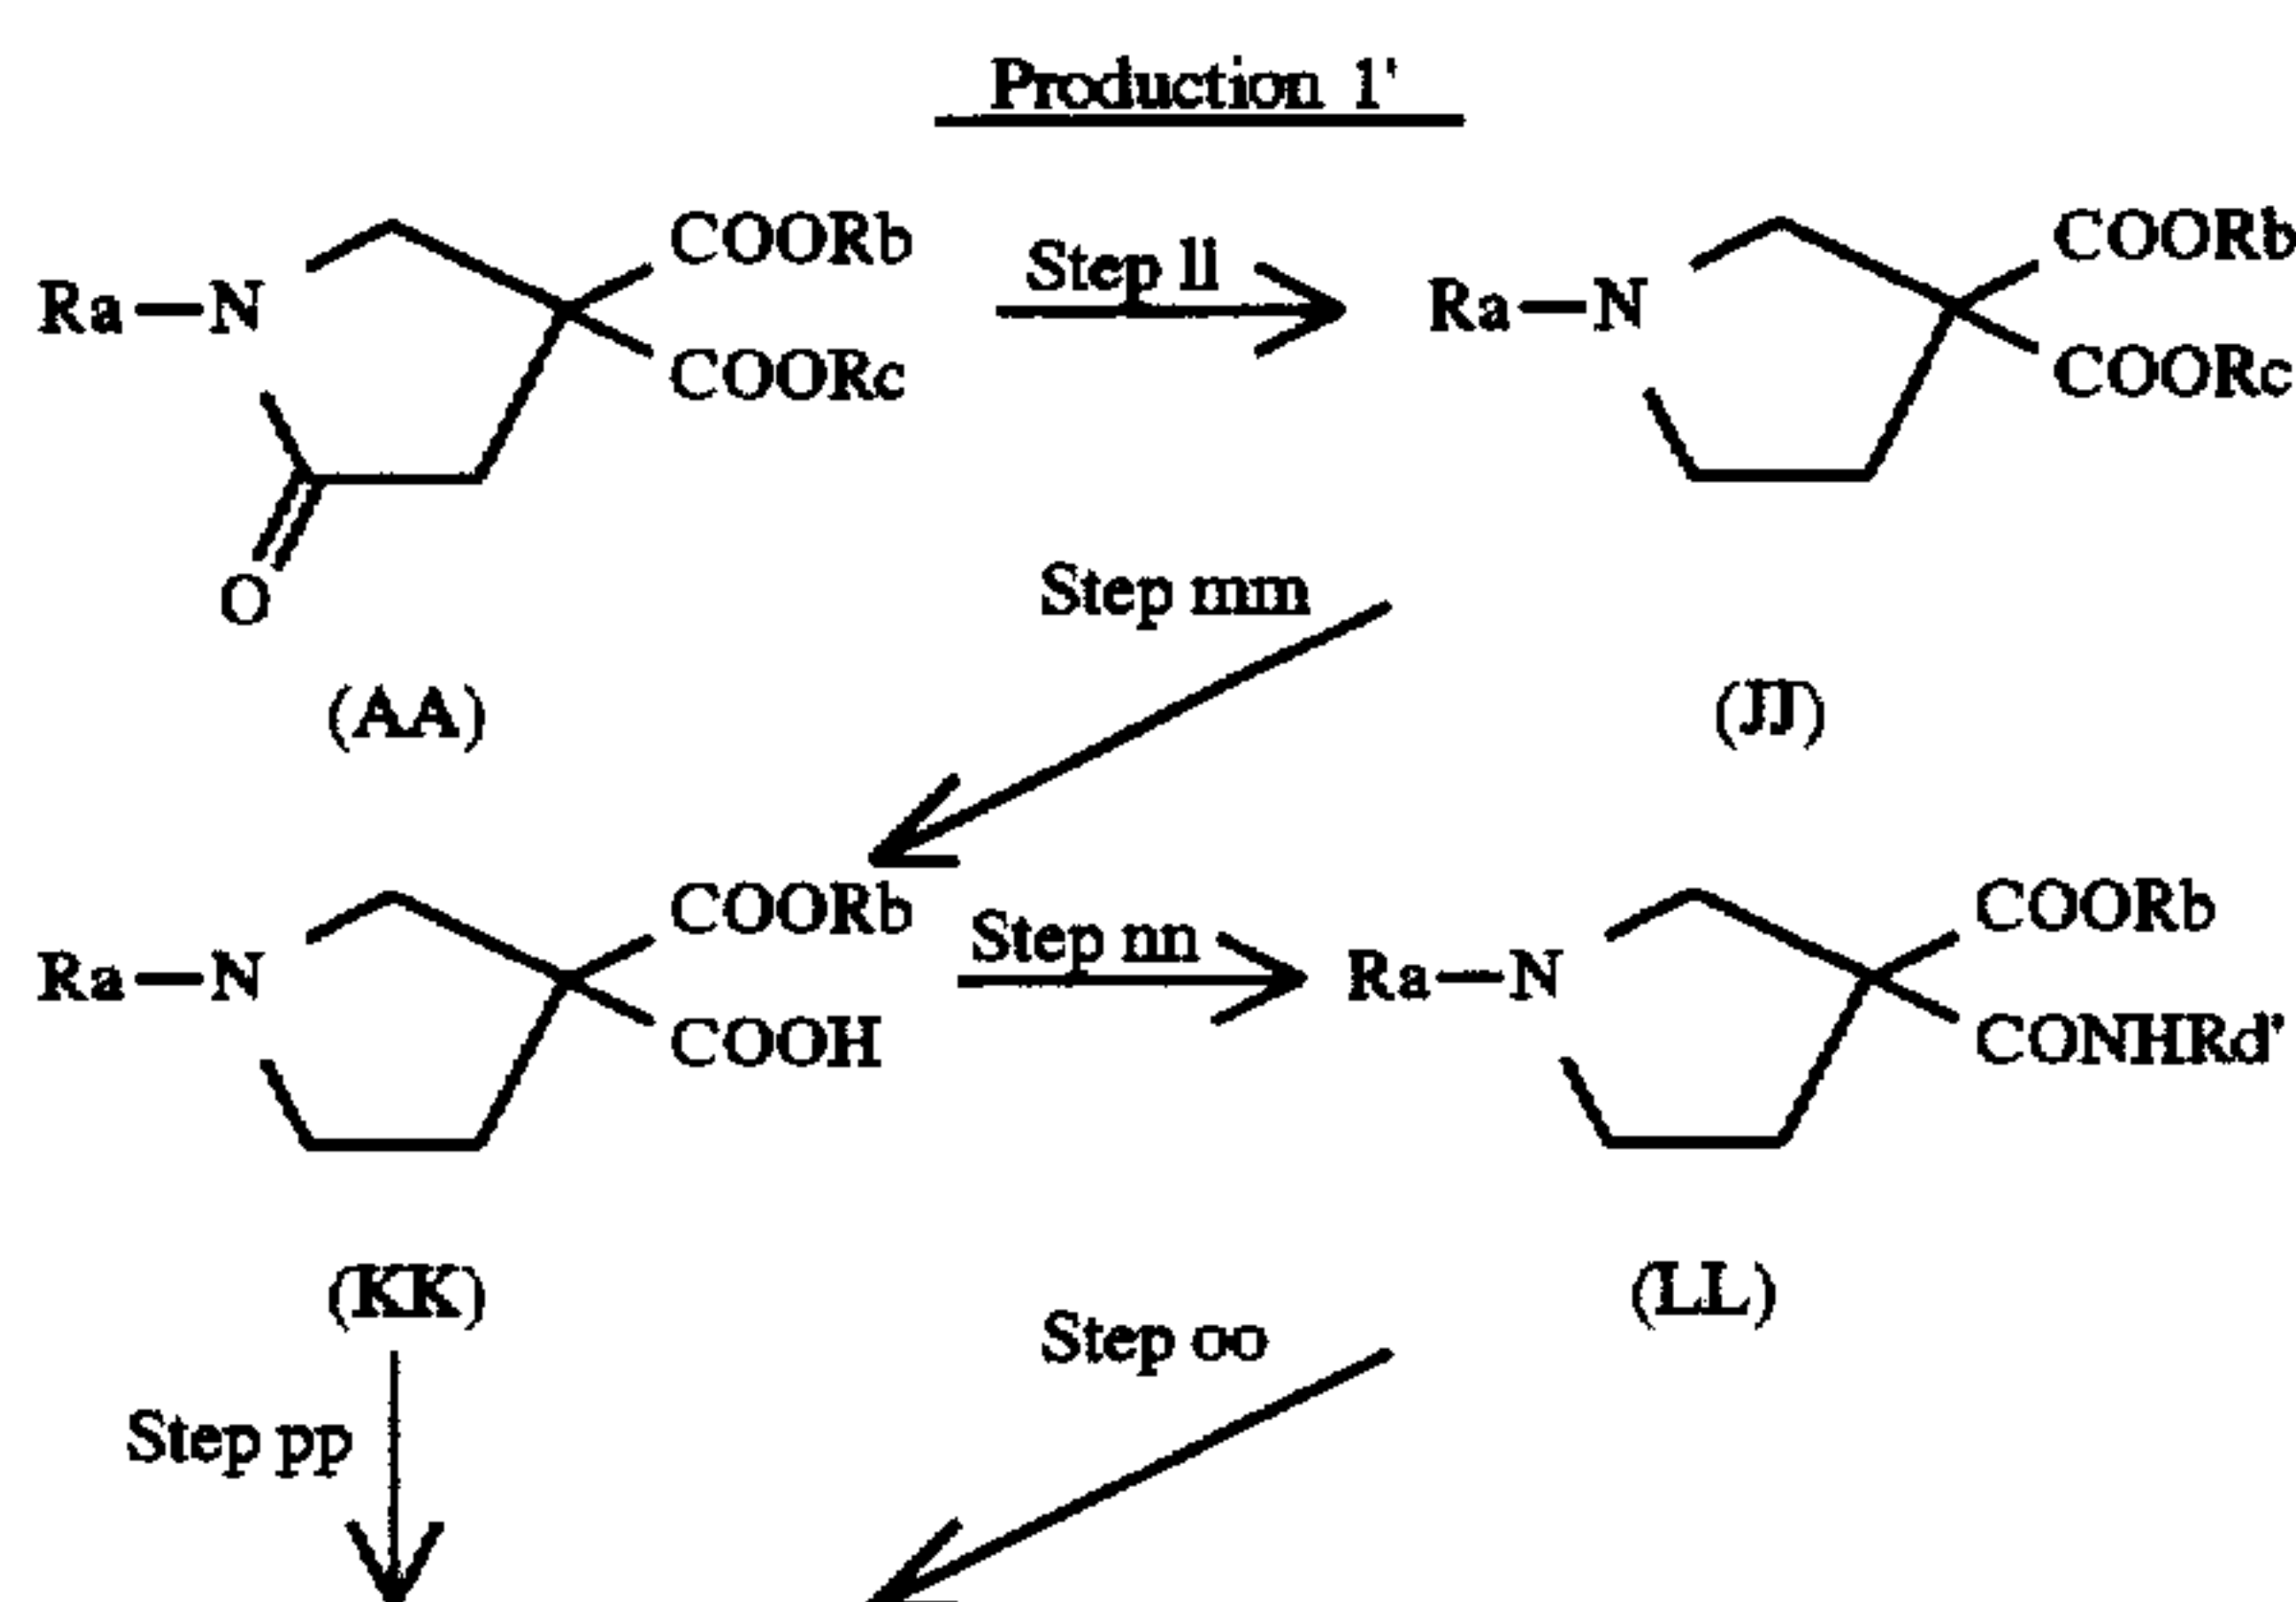 Production 1'
COORb
Ra—N
COORc
O
(AA)
Step ll
COORb
Ra—N
COORc
(JJ)
Step mm
COORb
Ra—N
COOH
(KK)
Step nn
COORb
Ra—N
CONHRd'
(LL)
Step oo
Step pp